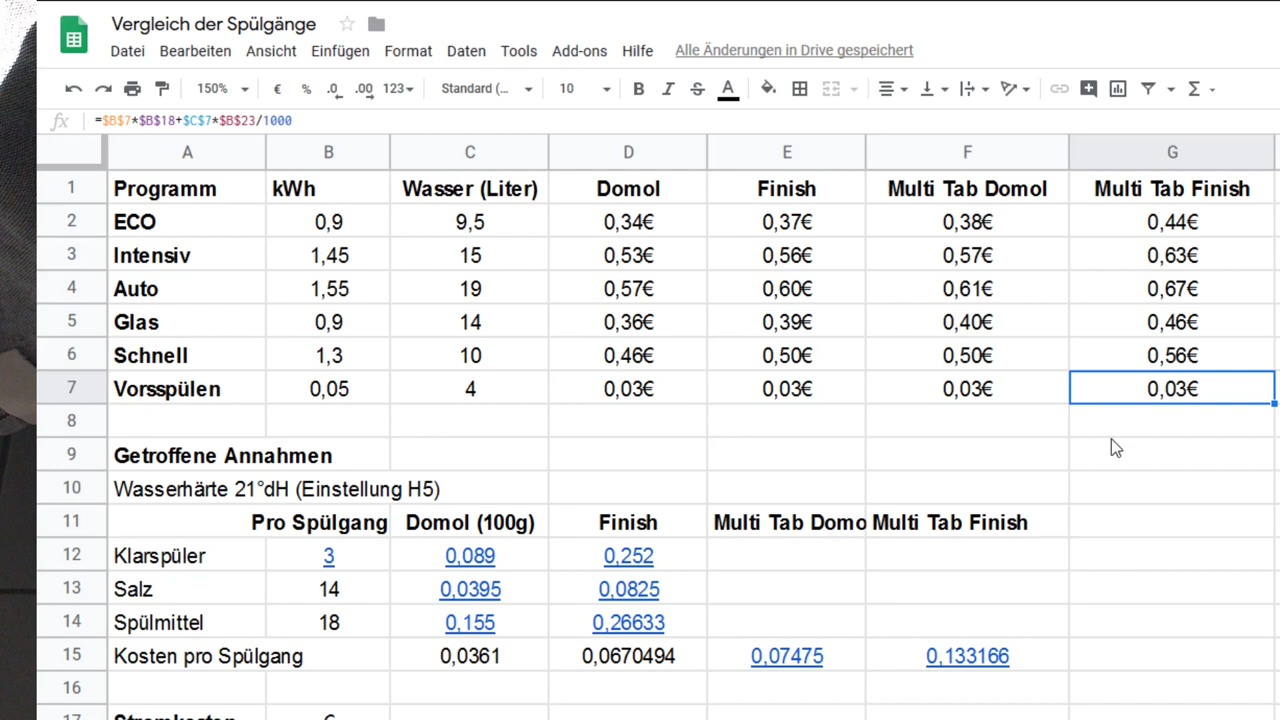 Vergleich der Spülgänge
Datei Bearbeiten Ansicht Einfügen Format Daten Tools Add-ons Hilfe Alle Änderungen in Drive gespeichert
150% € % .0 .00 123 Standard (... 10 B I S A Σ
fx =$B$7*$B$18+$C$7*$B$23/1000
A B C D E F G
1 Programm kWh Wasser (Liter) Domol Finish Multi Tab Domol Multi Tab Finish
2 ECO 0,9 9,5 0,34€ 0,37€ 0,38€ 0,44€
3 Intensiv 1,45 15 0,53€ 0,56€ 0,57€ 0,63€
4 Auto 1,55 19 0,57€ 0,60€ 0,61€ 0,67€
5 Glas 0,9 14 0,36€ 0,39€ 0,40€ 0,46€
6 Schnell 1,3 10 0,46€ 0,50€ 0,50€ 0,56€
7 Vorsspülen 0,05 4 0,03€ 0,03€ 0,03€ 0,03€
8
9 Getroffene Annahmen
10 Wasserhärte 21°dH (Einstellung H5)
11 Pro Spülgang Domol (100g) Finish Multi Tab Domo Multi Tab Finish
12 Klarspüler 3 0,089 0,252
13 Salz 14 0,0395 0,0825
14 Spülmittel 18 0,155 0,26633
15 Kosten pro Spülgang 0,0361 0,0670494 0,07475 0,133166
16
17 Stromkosten €